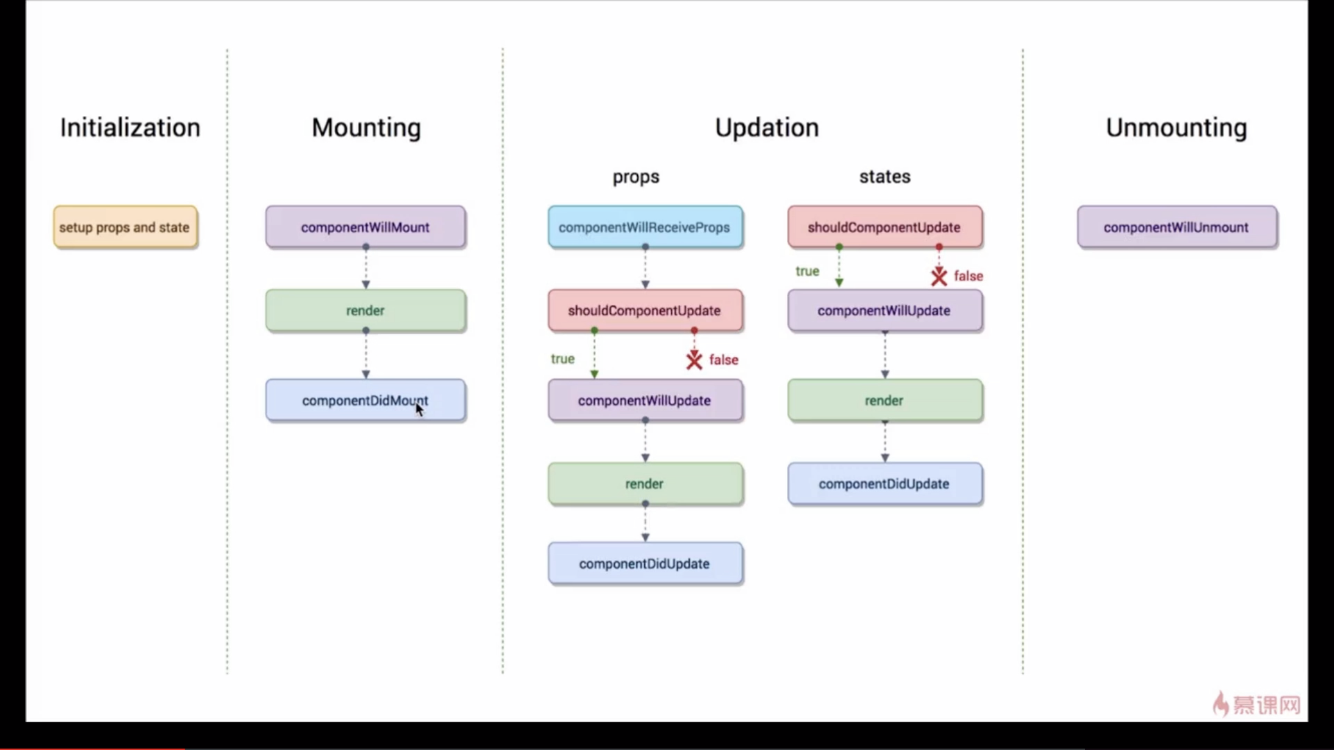 Initialization
Mounting
Updation
Unmounting
props
states
setup props and state
componentWillMount
componentWillReceiveProps
shouldComponentUpdate
componentWillUnmount
true
false
render
shouldComponentUpdate
componentWillUpdate
true
false
componentDidMount
componentWillUpdate
render
render
componentDidUpdate
componentDidUpdate
慕课网